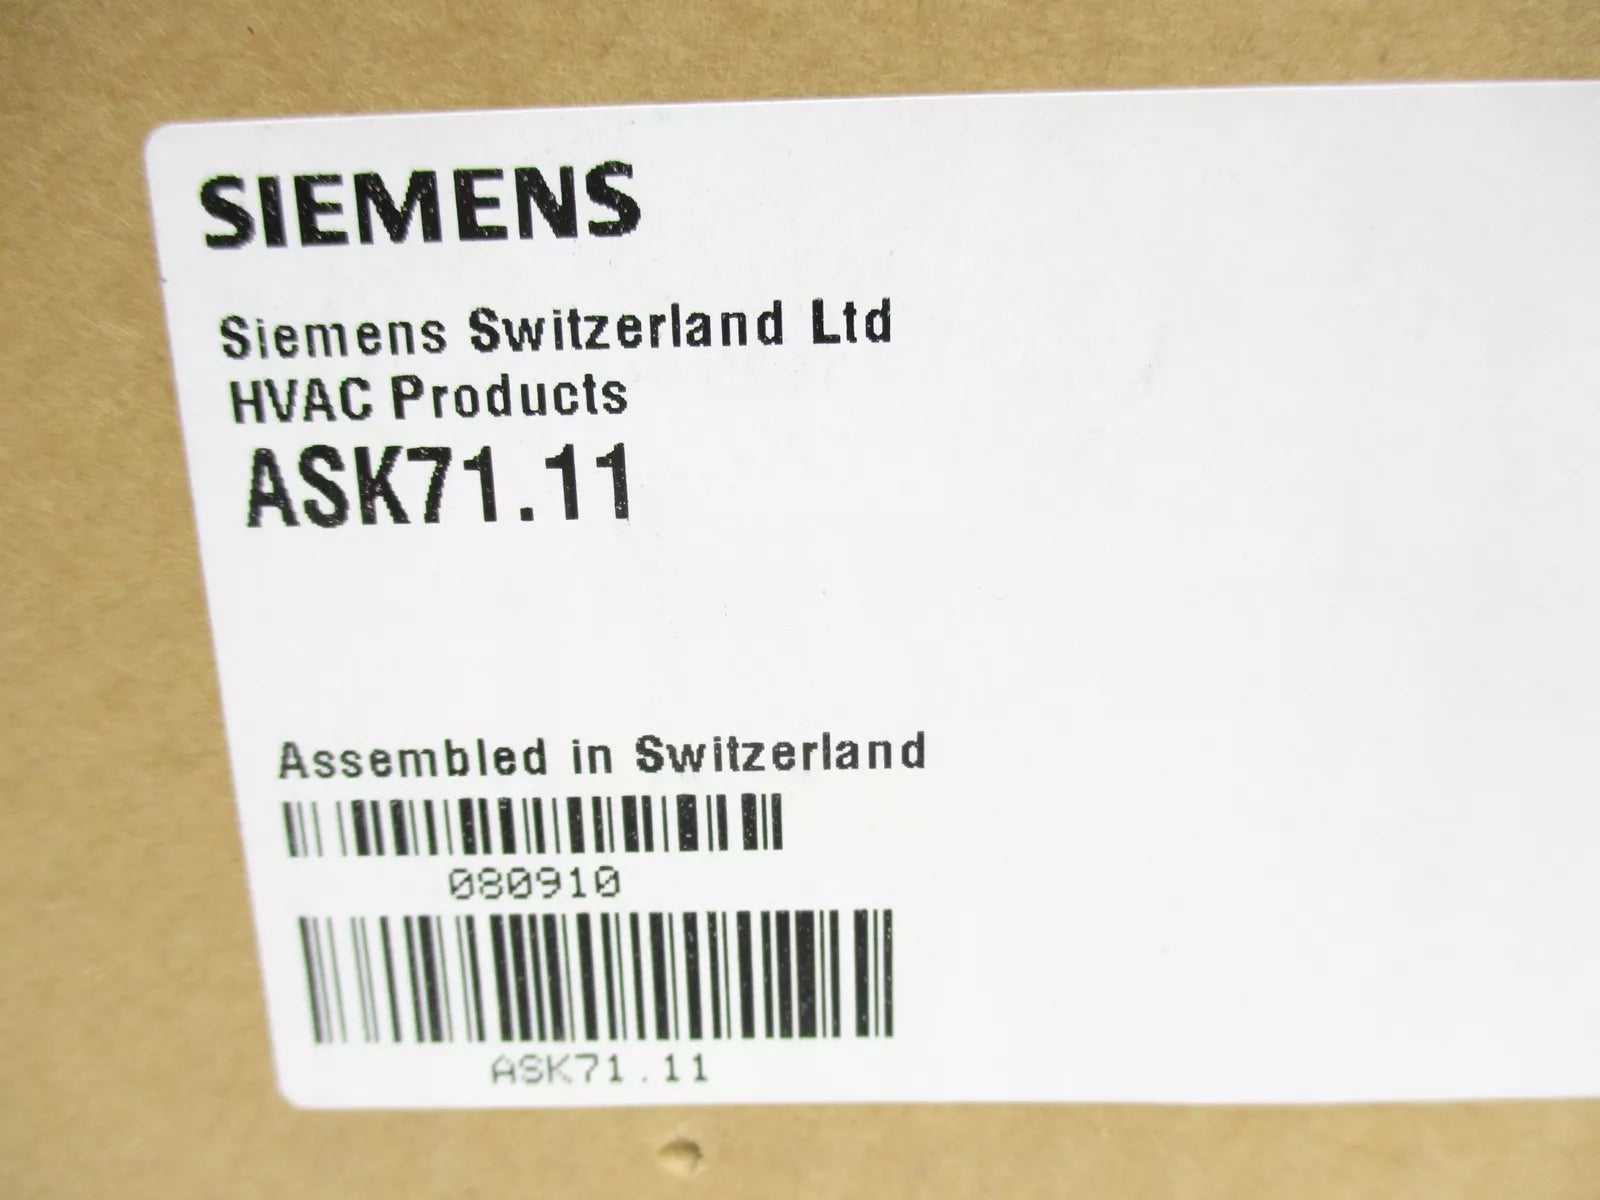 SIEMENS
Siemens Switzerland Ltd
HVAC Products
ASK71.11
Assembled in Switzerland
080910
ASK71.11